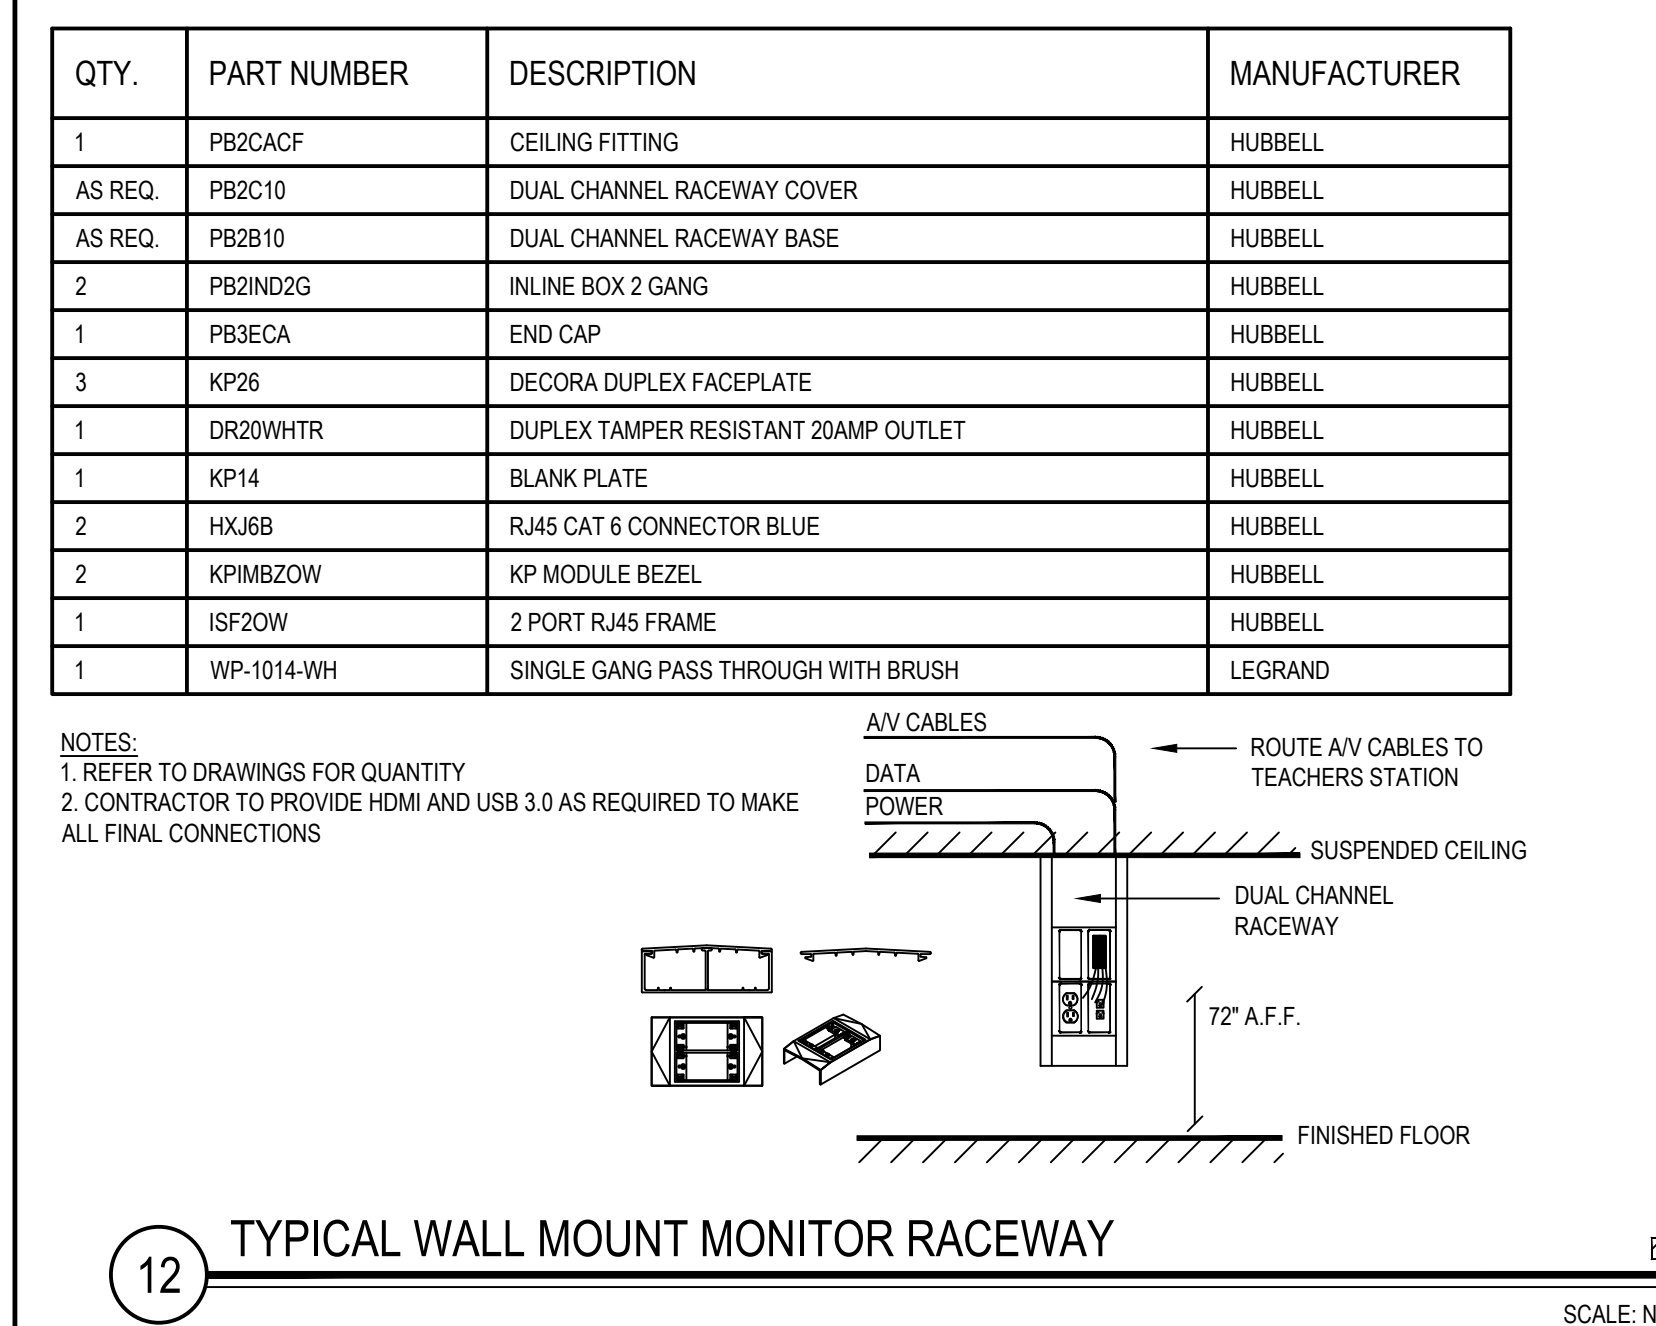 QTY. PART NUMBER DESCRIPTION MANUFACTURER
1 PB2CACF CEILING FITTING HUBBELL
AS REQ. PB2C10 DUAL CHANNEL RACEWAY COVER HUBBELL
AS REQ. PB2B10 DUAL CHANNEL RACEWAY BASE HUBBELL
2 PB2IND2G INLINE BOX 2 GANG HUBBELL
1 PB3ECA END CAP HUBBELL
3 KP26 DECORA DUPLEX FACEPLATE HUBBELL
1 DR20WHTR DUPLEX TAMPER RESISTANT 20AMP OUTLET HUBBELL
1 KP14 BLANK PLATE HUBBELL
2 HXJ6B RJ45 CAT 6 CONNECTOR BLUE HUBBELL
2 KPIMBZOW KP MODULE BEZEL HUBBELL
1 ISF2OW 2 PORT RJ45 FRAME HUBBELL
1 WP-1014-WH SINGLE GANG PASS THROUGH WITH BRUSH LEGRAND
NOTES:
1. REFER TO DRAWINGS FOR QUANTITY
2. CONTRACTOR TO PROVIDE HDMI AND USB 3.0 AS REQUIRED TO MAKE
ALL FINAL CONNECTIONS
A/V CABLES
ROUTE A/V CABLES TO
TEACHERS STATION
DATA
POWER
SUSPENDED CEILING
DUAL CHANNEL
RACEWAY
72" A.F.F.
FINISHED FLOOR
12
TYPICAL WALL MOUNT MONITOR RACEWAY
SCALE: N